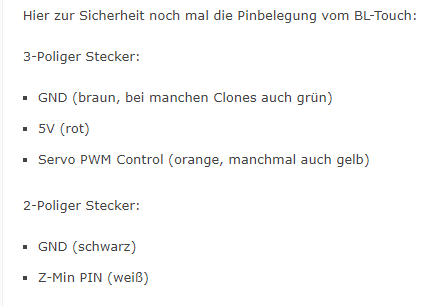 Hier zur Sicherheit noch mal die Pinbelegung vom BL-Touch:
3-Poliger Stecker:
GND (braun, bei manchen Clones auch grün)
5V (rot)
Servo PWM Control (orange, manchmal auch gelb)
2-Poliger Stecker:
GND (schwarz)
Z-Min PIN (weiß)